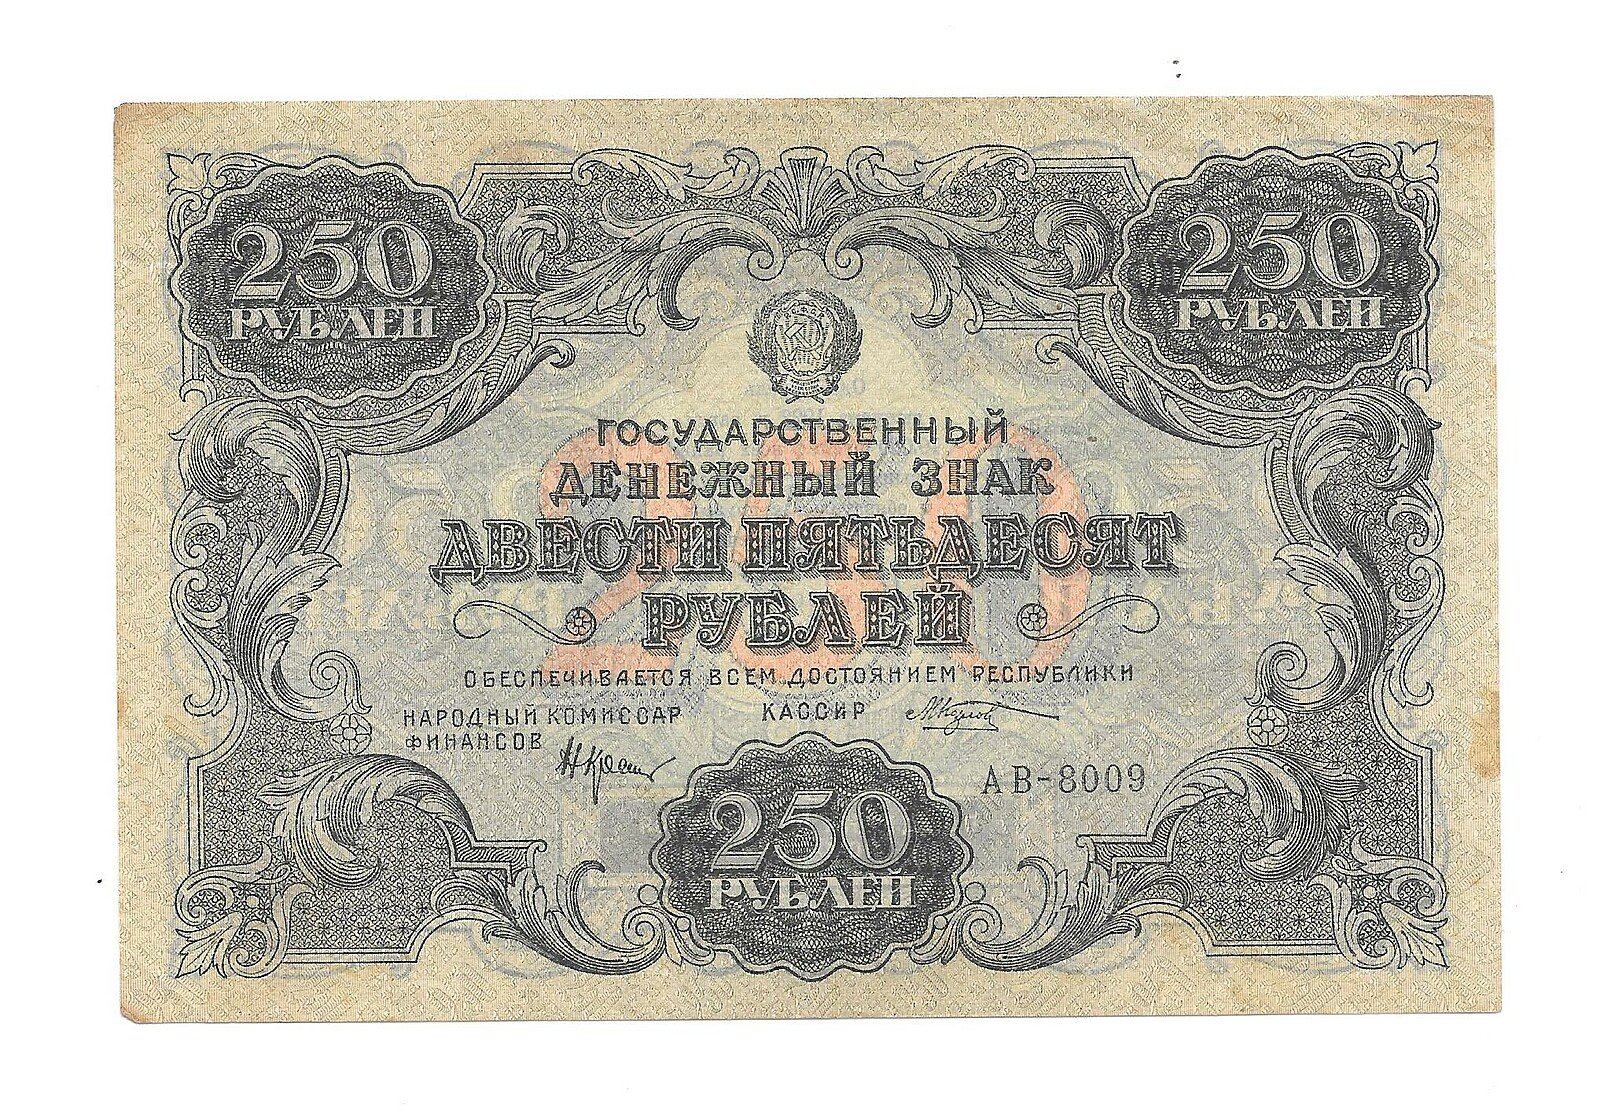 250
РУБЛЕЙ
250
РУБЛЕЙ
ГОСУДАРСТВЕННЫЙ
ДЕНЕЖНЫЙ ЗНАК
250
ДВЕСТИ ПЯТЬДЕСЯТ
РУБЛЕЙ
ОБЕСПЕЧИВАЕТСЯ ВСЕМ ДОСТОЯНИЕМ РЕСПУБЛИКИ
НАРОДНЫЙ КОМИССАР
ФИНАНСОВ
КАССИР
АВ-8009
250
РУБЛЕЙ